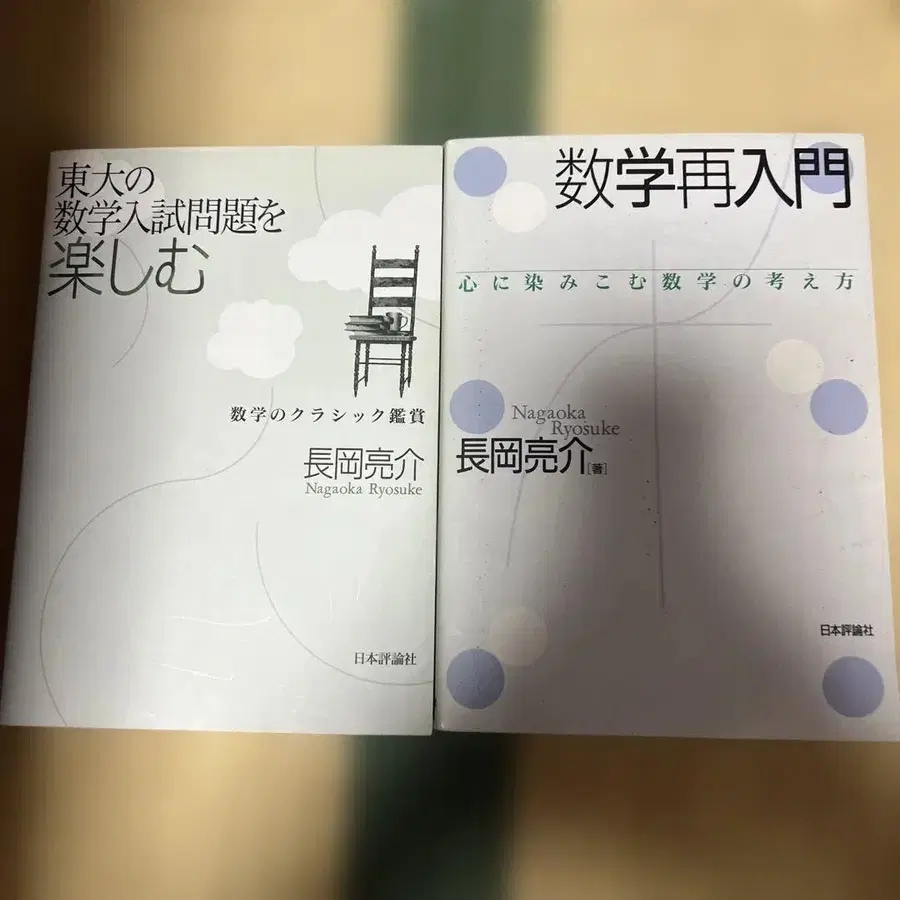 東大の
数学入試問題を
楽しむ
数学のクラシック鑑賞
長岡亮介
Nagaoka Ryosuke
日本評論社
数学再入門
心に染みこむ数学の考え方
Nagaoka
Ryosuke
長岡亮介[著]
日本評論社